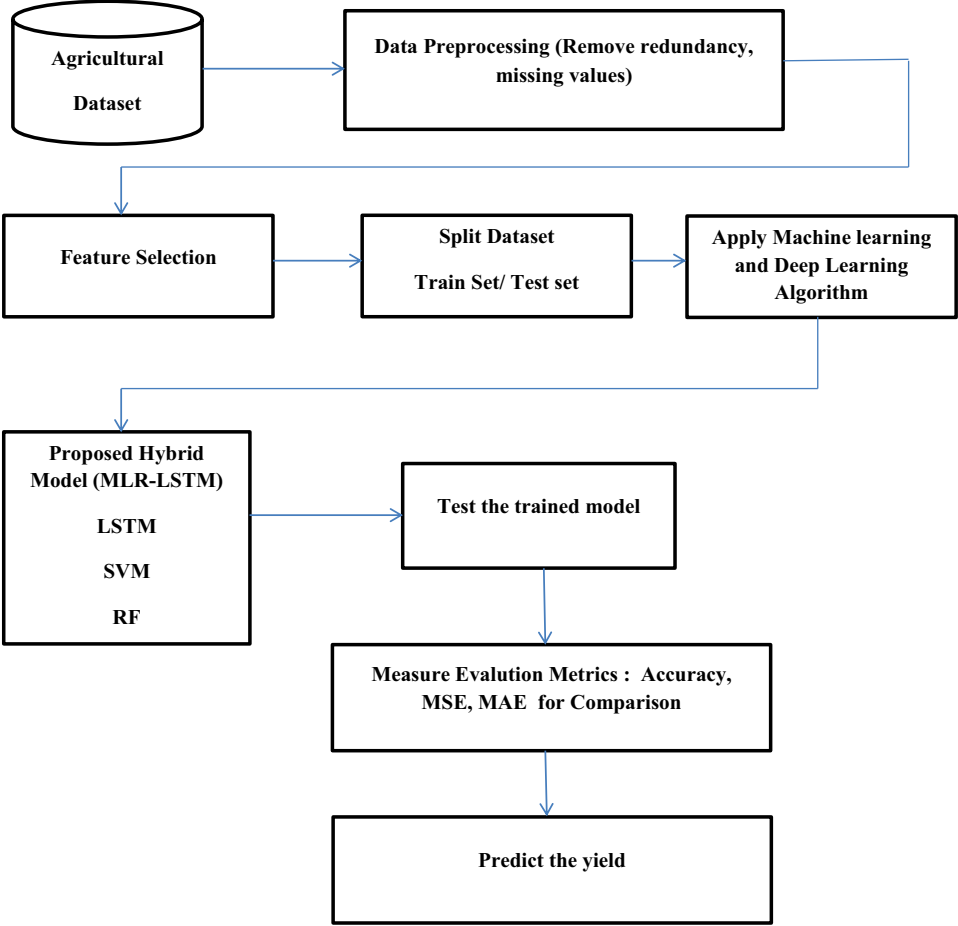 Agricultural
Dataset
Data Preprocessing (Remove redundancy,
missing values)
Feature Selection
Split Dataset
Train Set/ Test set
Apply Machine learning
and Deep Learning
Algorithm
Proposed Hybrid
Model (MLR-LSTM)
LSTM
SVM
RF
Test the trained model
Measure Evalution Metrics : Accuracy,
MSE, MAE for Comparison
Predict the yield